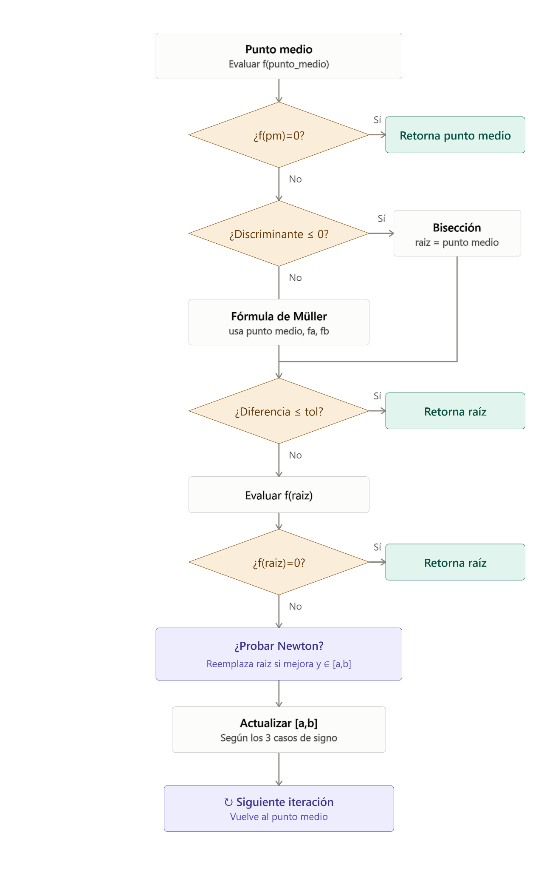 Punto medio
Evaluar f(punto_medio)
¿f(pm)=0?
Sí
Retorna punto medio
No
¿Discriminante ≤ 0?
Sí
Bisección
raiz = punto medio
No
Fórmula de Müller
usa punto medio, fa, fb
¿Diferencia ≤ tol?
Sí
Retorna raíz
No
Evaluar f(raiz)
¿f(raiz)=0?
Sí
Retorna raíz
No
¿Probar Newton?
Reemplaza raiz si mejora y ∈ [a,b]
Actualizar [a,b]
Según los 3 casos de signo
↻ Siguiente iteración
Vuelve al punto medio